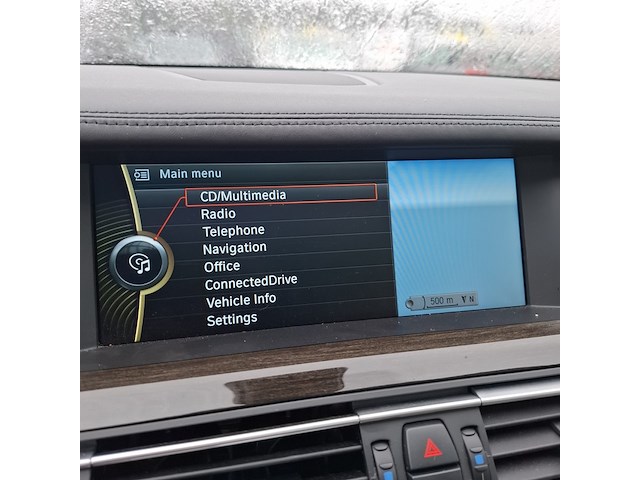 Main menu
CD/Multimedia
Radio
Telephone
Navigation
Office
ConnectedDrive
Vehicle Info
Settings
500 m N